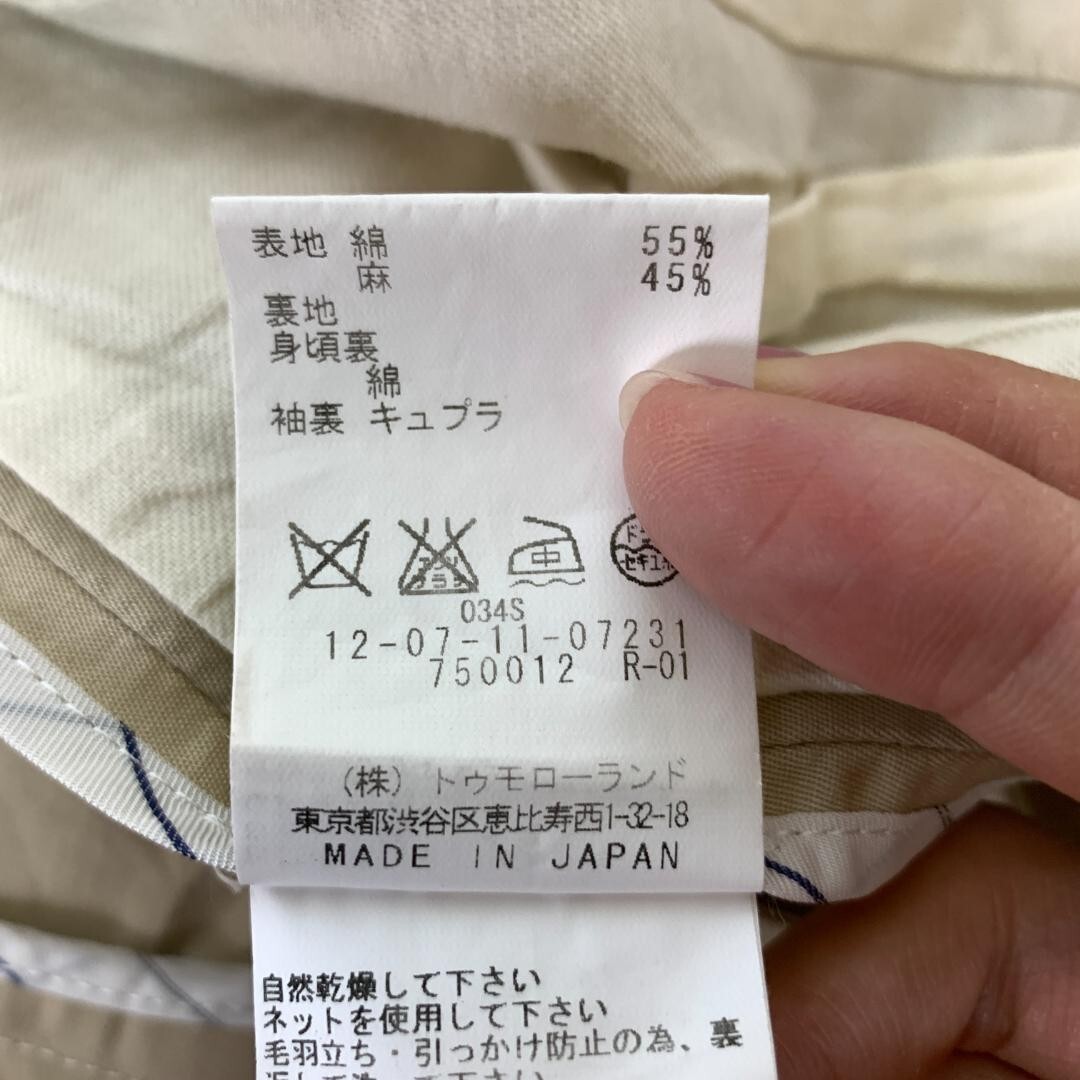 表地 綿 55%
麻 45%
裏地
身頃裏
綿
袖裏 キュプラ
中
セキユ
034S
12-07-11-07231
750012 R-01
(株) トゥモローランド
東京都渋谷区恵比寿西1-32-18
MADE IN JAPAN
自然乾燥して下さい
ネットを使用して下さい
毛羽立ち・引っかけ防止の為、裏